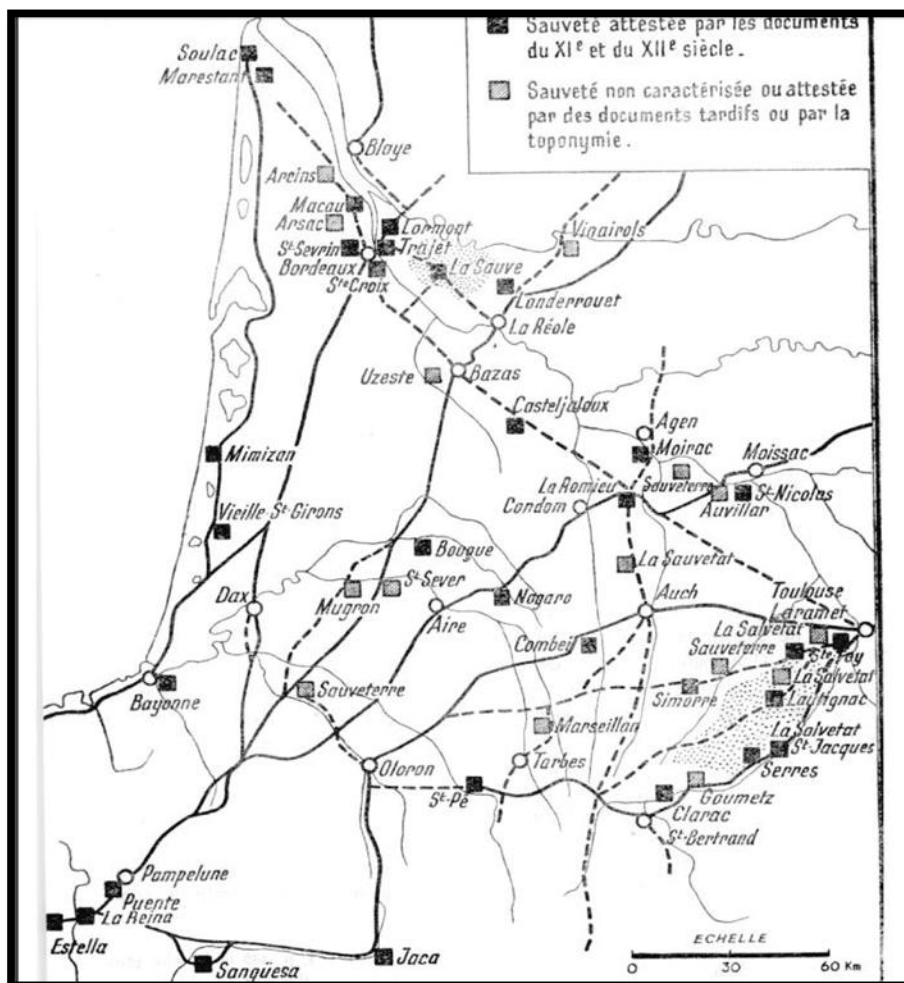 Sauveté attestée par les documents
du XIe et du XIIe siècle.
Sauveté non caractérisée ou attestée
par des documents tardifs ou par la
toponymie.
Soulac
Marestant
Blaye
Arcins
Macau
Arsac
Lormont
Vinairols
St-Sevrin
Trajet
La Sauve
Bordeaux
Ste Croix
Londerrouet
La Réole
Uzeste
Bazas
Casteljaloux
Agen
Moirac
Moissac
Mimizan
La Romieu
Sauveterre
St-Nicolas
Condom
Auvillar
Vieille-St-Girons
Bougue
La Sauvetat
St-Sever
Dax
Mugron
Nogaro
Auch
Toulouse
Aire
Laramet
Combeil
La Salvetat
Sauveterre
Ste Foy
La Salvetat
Bayonne
Sauveterre
Simorre
Lautignac
Marseillan
La Salvetat
St-Jacques
Oloron
Tarbes
Serres
St-Pé
Goumetz
Clarac
St-Bertrand
Pampelune
Puente
La Reina
Estella
Jaca
Sangüesa
ECHELLE
0 30 60 Km